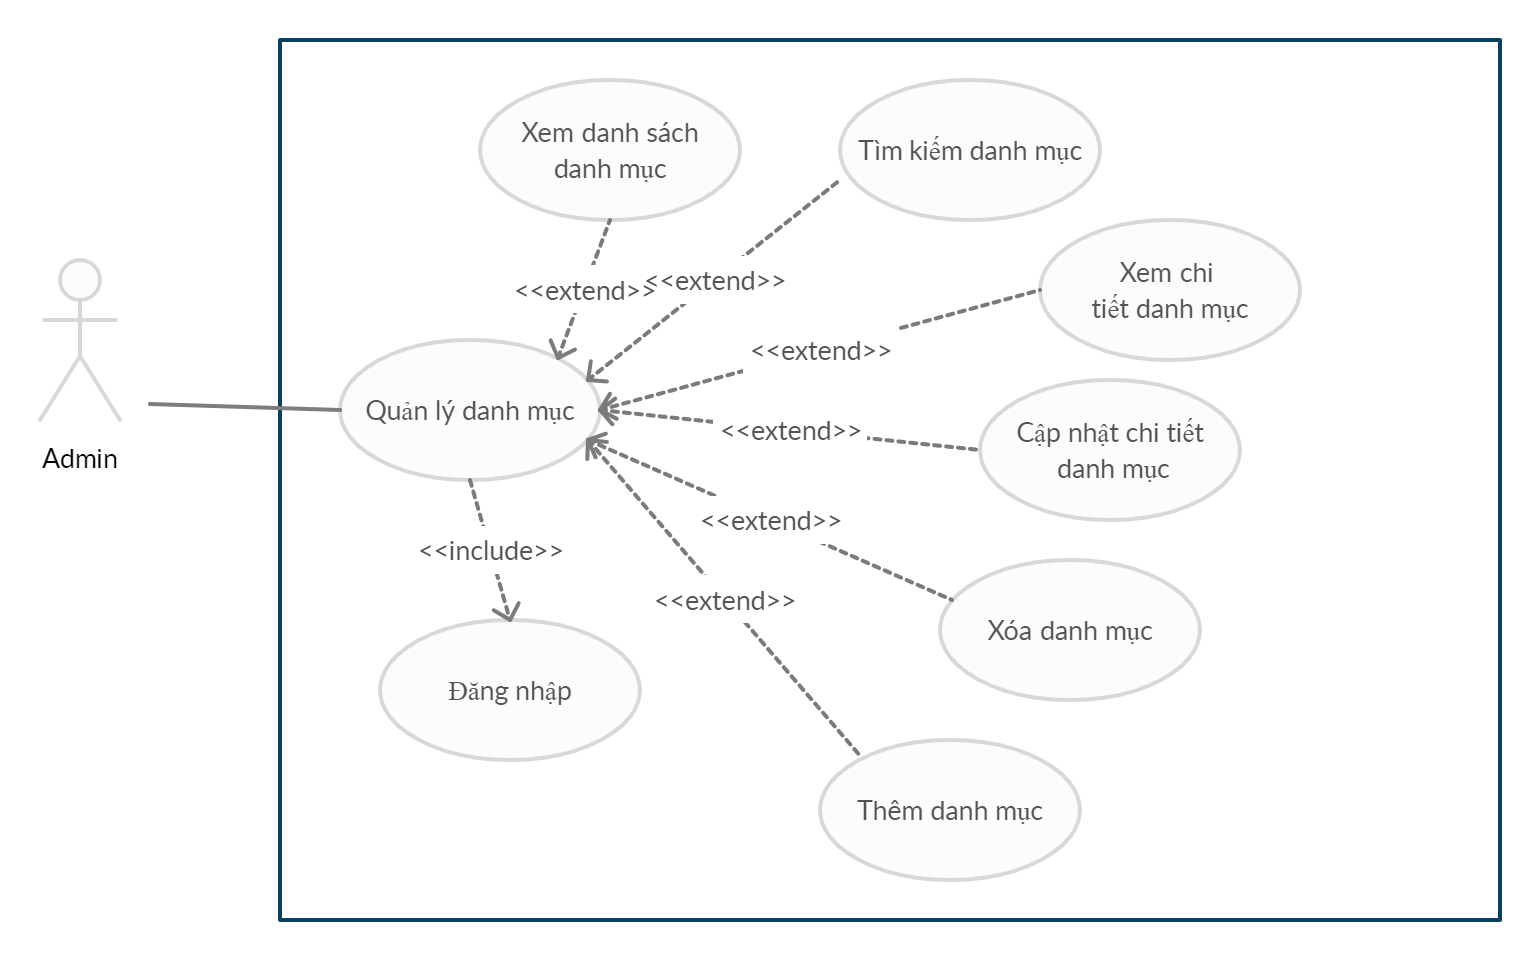 Xem danh sách
danh mục
Tìm kiếm danh mục
Xem chi
tiết danh mục
<<extend>>
<<extend>>
<<extend>>
Quản lý danh mục
<<extend>>
Cập nhật chi tiết
danh mục
Admin
<<extend>>
<<include>>
<<extend>>
Xóa danh mục
Đăng nhập
Thêm danh mục